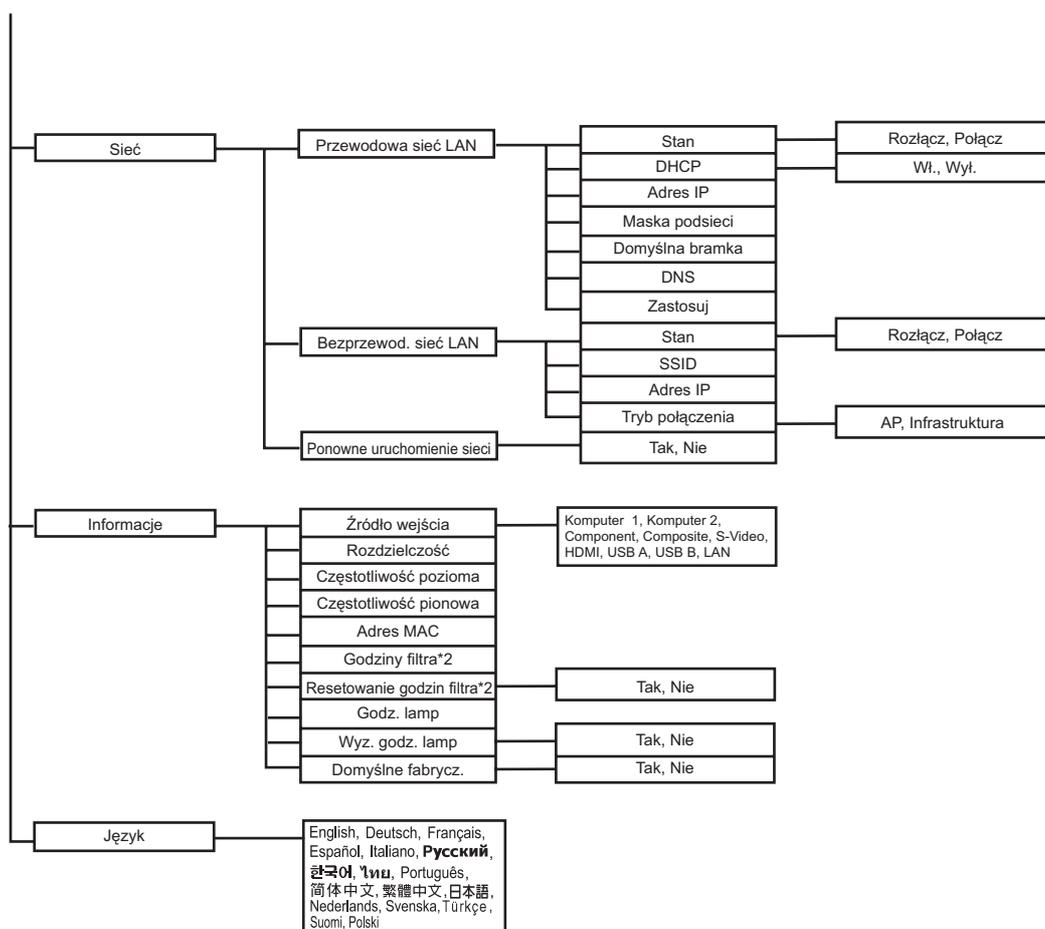 Sieć
Przewodowa sieć LAN
Stan
Rozłącz, Połącz
DHCP
Wł., Wył.
Adres IP
Maska podsieci
Domyślna bramka
DNS
Zastosuj
Bezprzewod. sieć LAN
Stan
Rozłącz, Połącz
SSID
Adres IP
Tryb połączenia
AP, Infrastruktura
Ponowne uruchomienie sieci
Tak, Nie
Informacje
Źródło wejścia
Komputer 1, Komputer 2,
Component, Composite, S-Video,
HDMI, USB A, USB B, LAN
Rozdzielczość
Częstotliwość pozioma
Częstotliwość pionowa
Adres MAC
Godziny filtra*2
Resetowanie godzin filtra*2
Tak, Nie
Godz. lamp
Wyz. godz. lamp
Tak, Nie
Domyślne fabrycz.
Tak, Nie
Język
English, Deutsch, Français,
Español, Italiano, Русский,
한국어, ไทย, Português,
简体中文, 繁體中文, 日本語,
Nederlands, Svenska, Türkçe,
Suomi, Polski